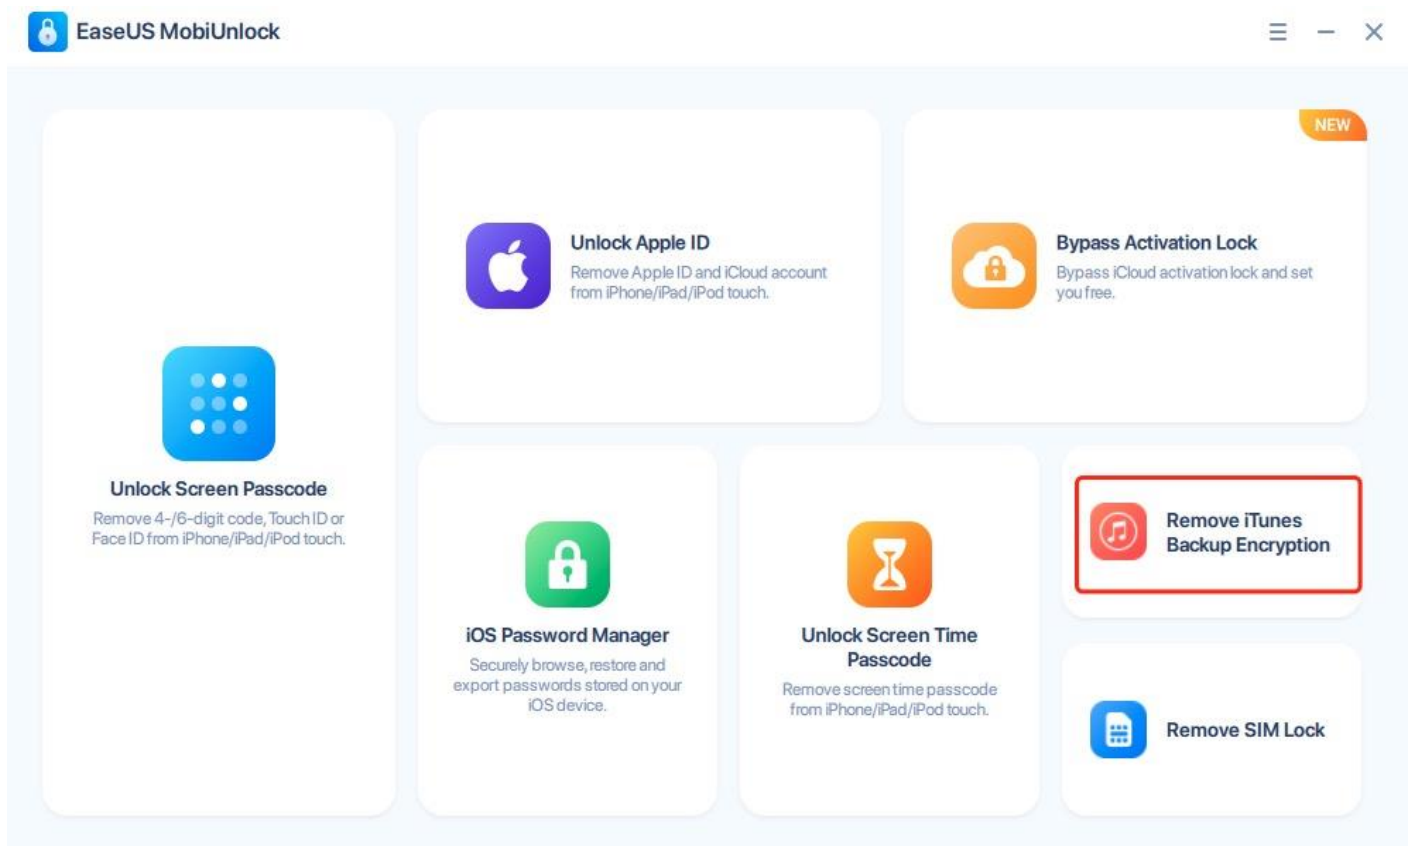 EaseUS MobiUnlock
NEW
Unlock Apple ID
Remove Apple ID and iCloud account
from iPhone/iPad/iPod touch.
Bypass Activation Lock
Bypass iCloud activation lock and set
you free.
Unlock Screen Passcode
Remove 4-/6-digit code, Touch ID or
Face ID from iPhone/iPad/iPod touch.
iOS Password Manager
Securely browse, restore and
export passwords stored on your
iOS device.
Unlock Screen Time
Passcode
Remove screen time passcode
from iPhone/iPad/iPod touch.
Remove iTunes
Backup Encryption
Remove SIM Lock